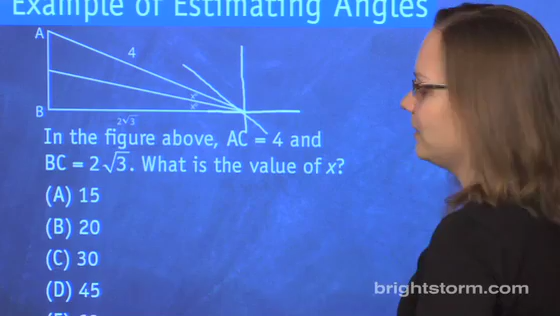 Example of Estimating Angles
A
4
x°
x°
B
2√3
In the figure above, AC = 4 and
BC = 2√3. What is the value of x?
(A) 15
(B) 20
(C) 30
(D) 45
brightstorm.com